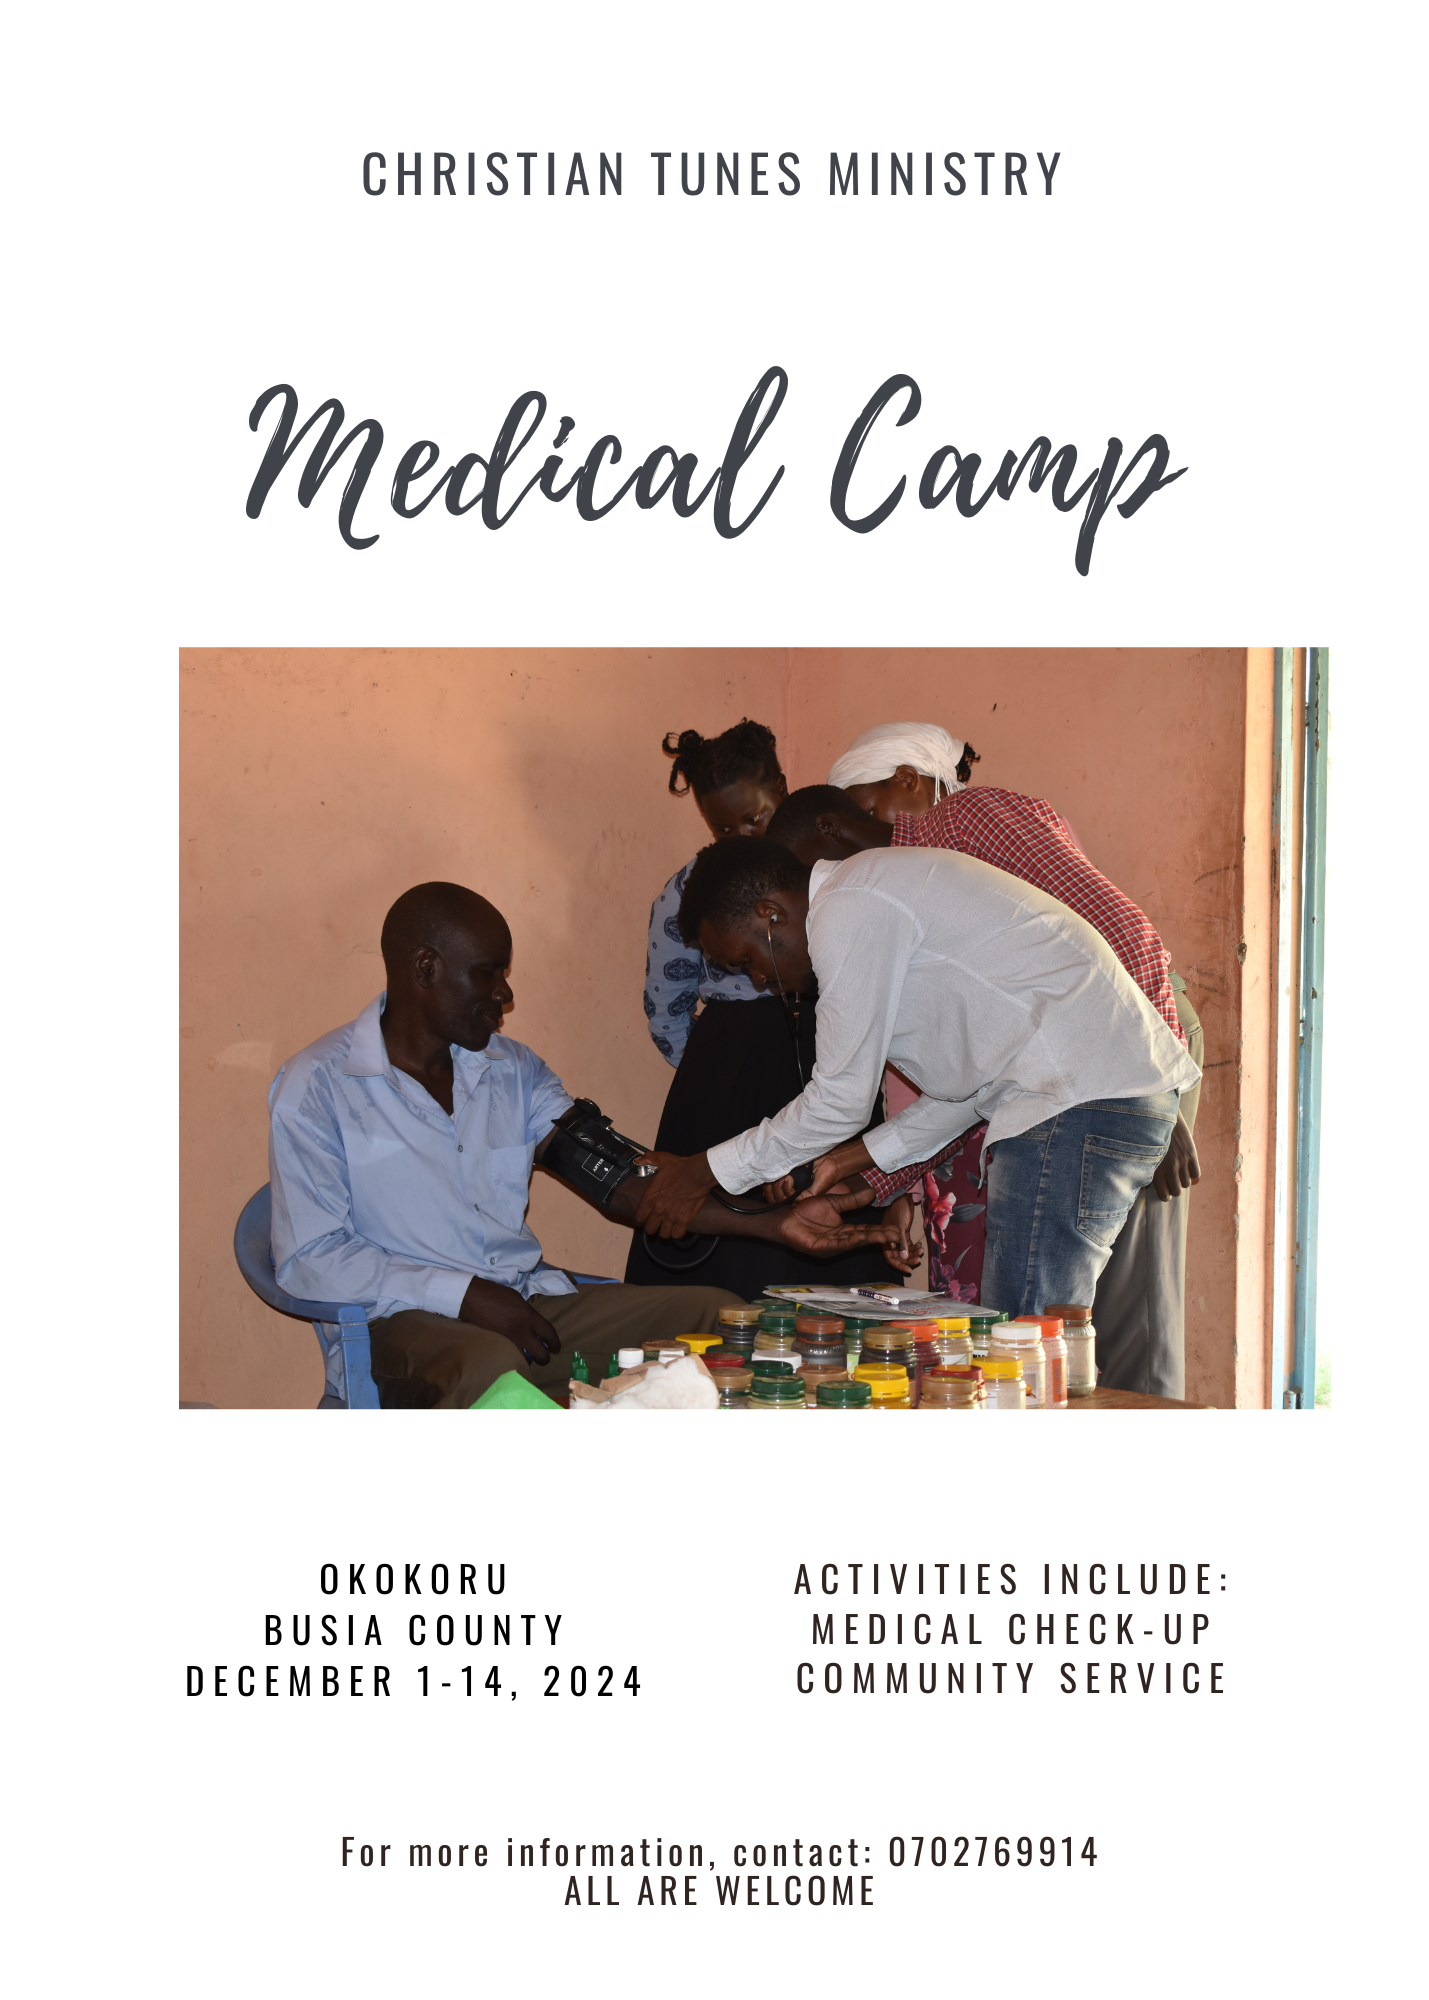 CHRISTIAN TUNES MINISTRY
Medical Camp
OKOKORU
BUSIA COUNTY
DECEMBER 1-14, 2024
ACTIVITIES INCLUDE:
MEDICAL CHECK-UP
COMMUNITY SERVICE
For more information, contact: 0702769914
ALL ARE WELCOME